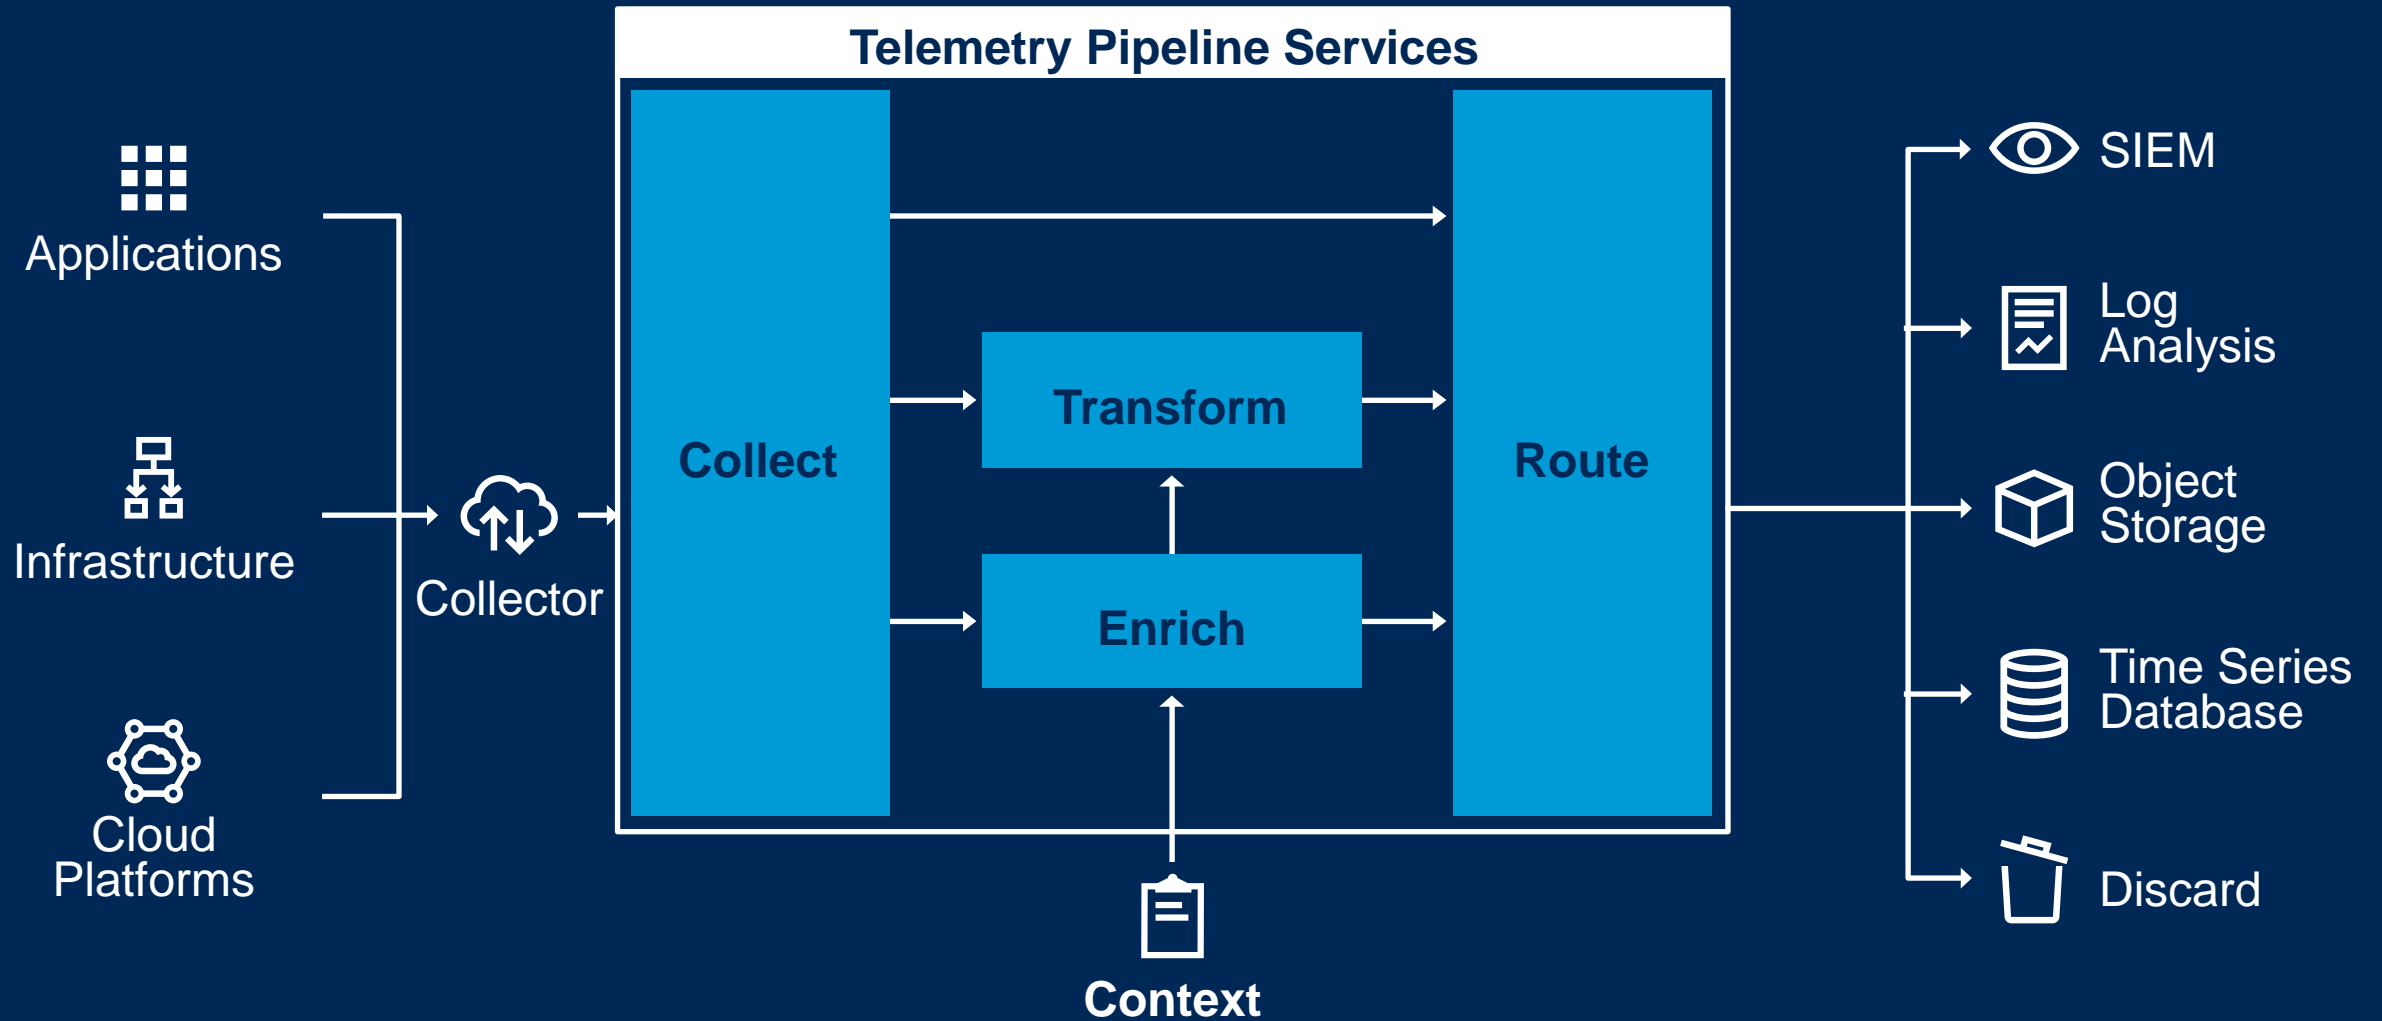 Telemetry Pipeline Services
Applications
Infrastructure
Cloud
Platforms
Collector
Collect
Transform
Enrich
Route
Context
SIEM
Log
Analysis
Object
Storage
Time Series
Database
Discard